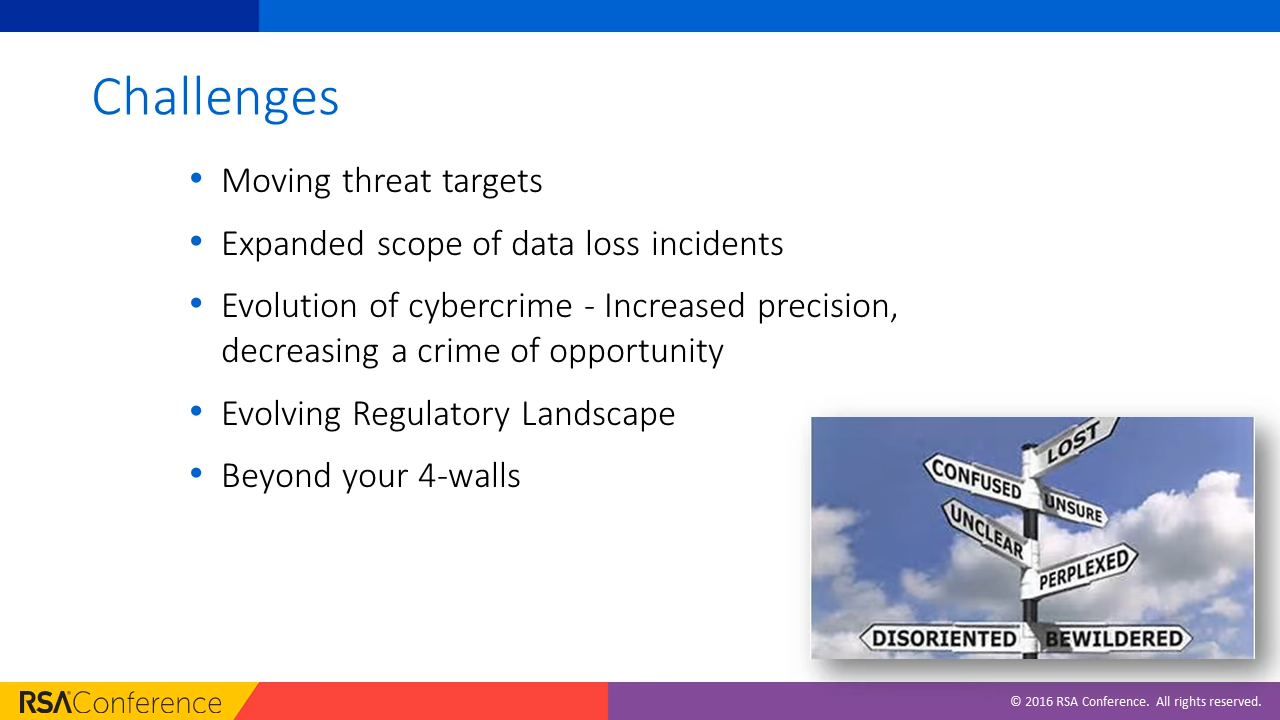 Challenges
• Moving threat targets
• Expanded scope of data loss incidents
• Evolution of cybercrime - Increased precision,
decreasing a crime of opportunity
• Evolving Regulatory Landscape
• Beyond your 4-walls
LOST
CONFUSED
UNSURE
UNCLEAR
PERPLEXED
DISORIENTED
BEWILDERED
RSAConference
© 2016 RSA Conference. All rights reserved.